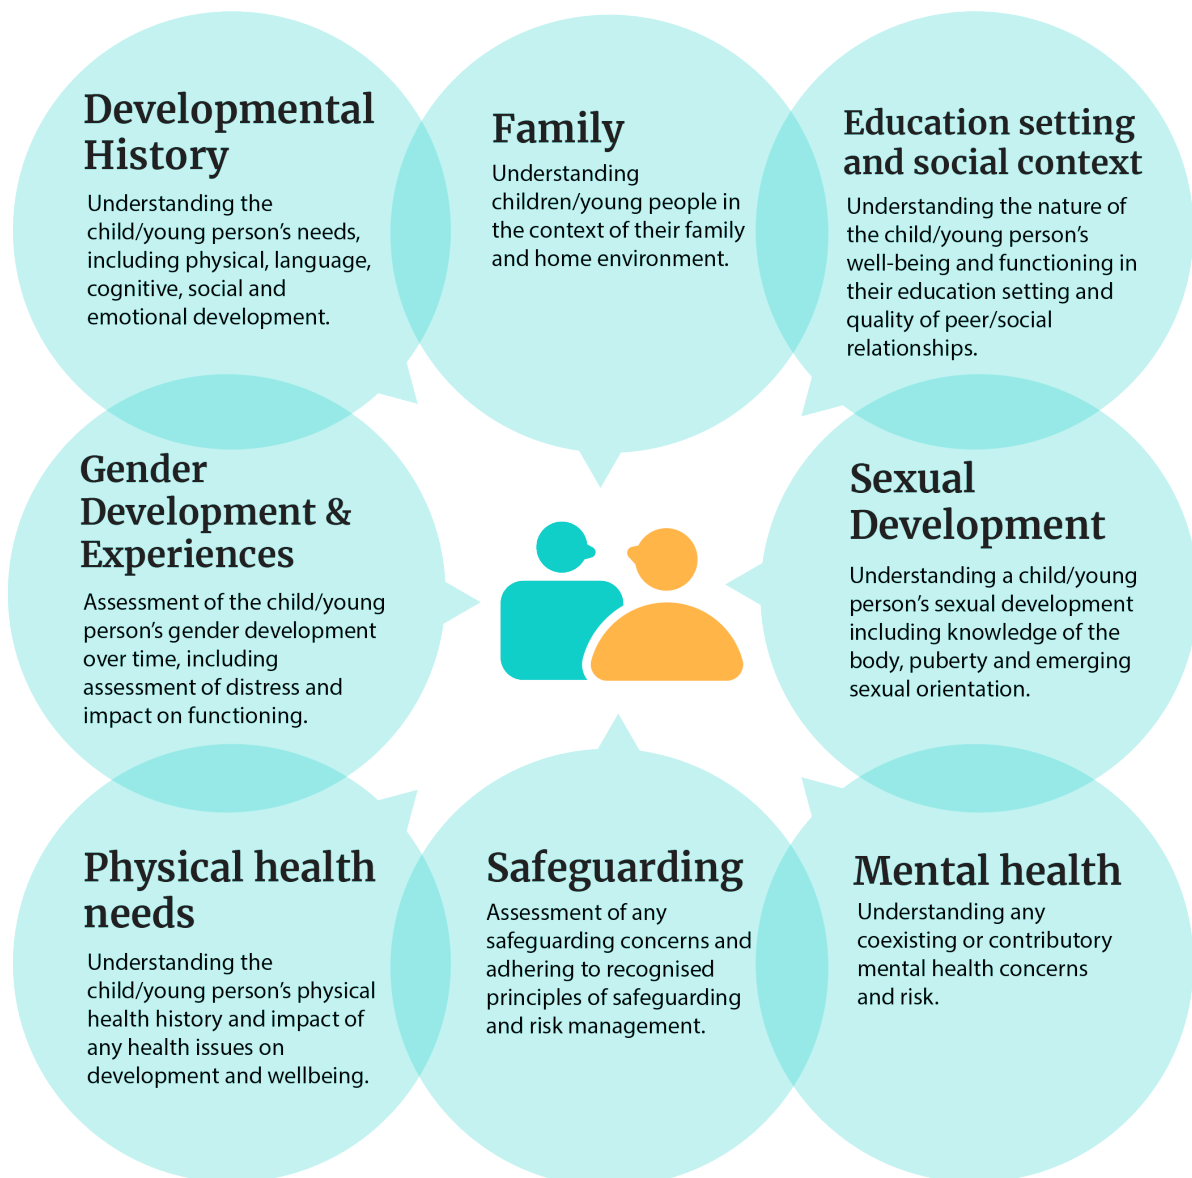 Developmental
History
Understanding the
child/young person’s needs,
including physical, language,
cognitive, social and
emotional development.
Family
Understanding
children/young people in
the context of their family
and home environment.
Education setting
and social context
Understanding the nature of
the child/young person’s
well-being and functioning in
their education setting and
quality of peer/social
relationships.
Gender
Development &
Experiences
Assessment of the child/young
person’s gender development
over time, including
assessment of distress and
impact on functioning.
Sexual
Development
Understanding a child/young
person’s sexual development
including knowledge of the
body, puberty and emerging
sexual orientation.
Physical health
needs
Understanding the
child/young person’s physical
health history and impact of
any health issues on
development and wellbeing.
Safeguarding
Assessment of any
safeguarding concerns and
adhering to recognised
principles of safeguarding
and risk management.
Mental health
Understanding any
coexisting or contributory
mental health concerns
and risk.